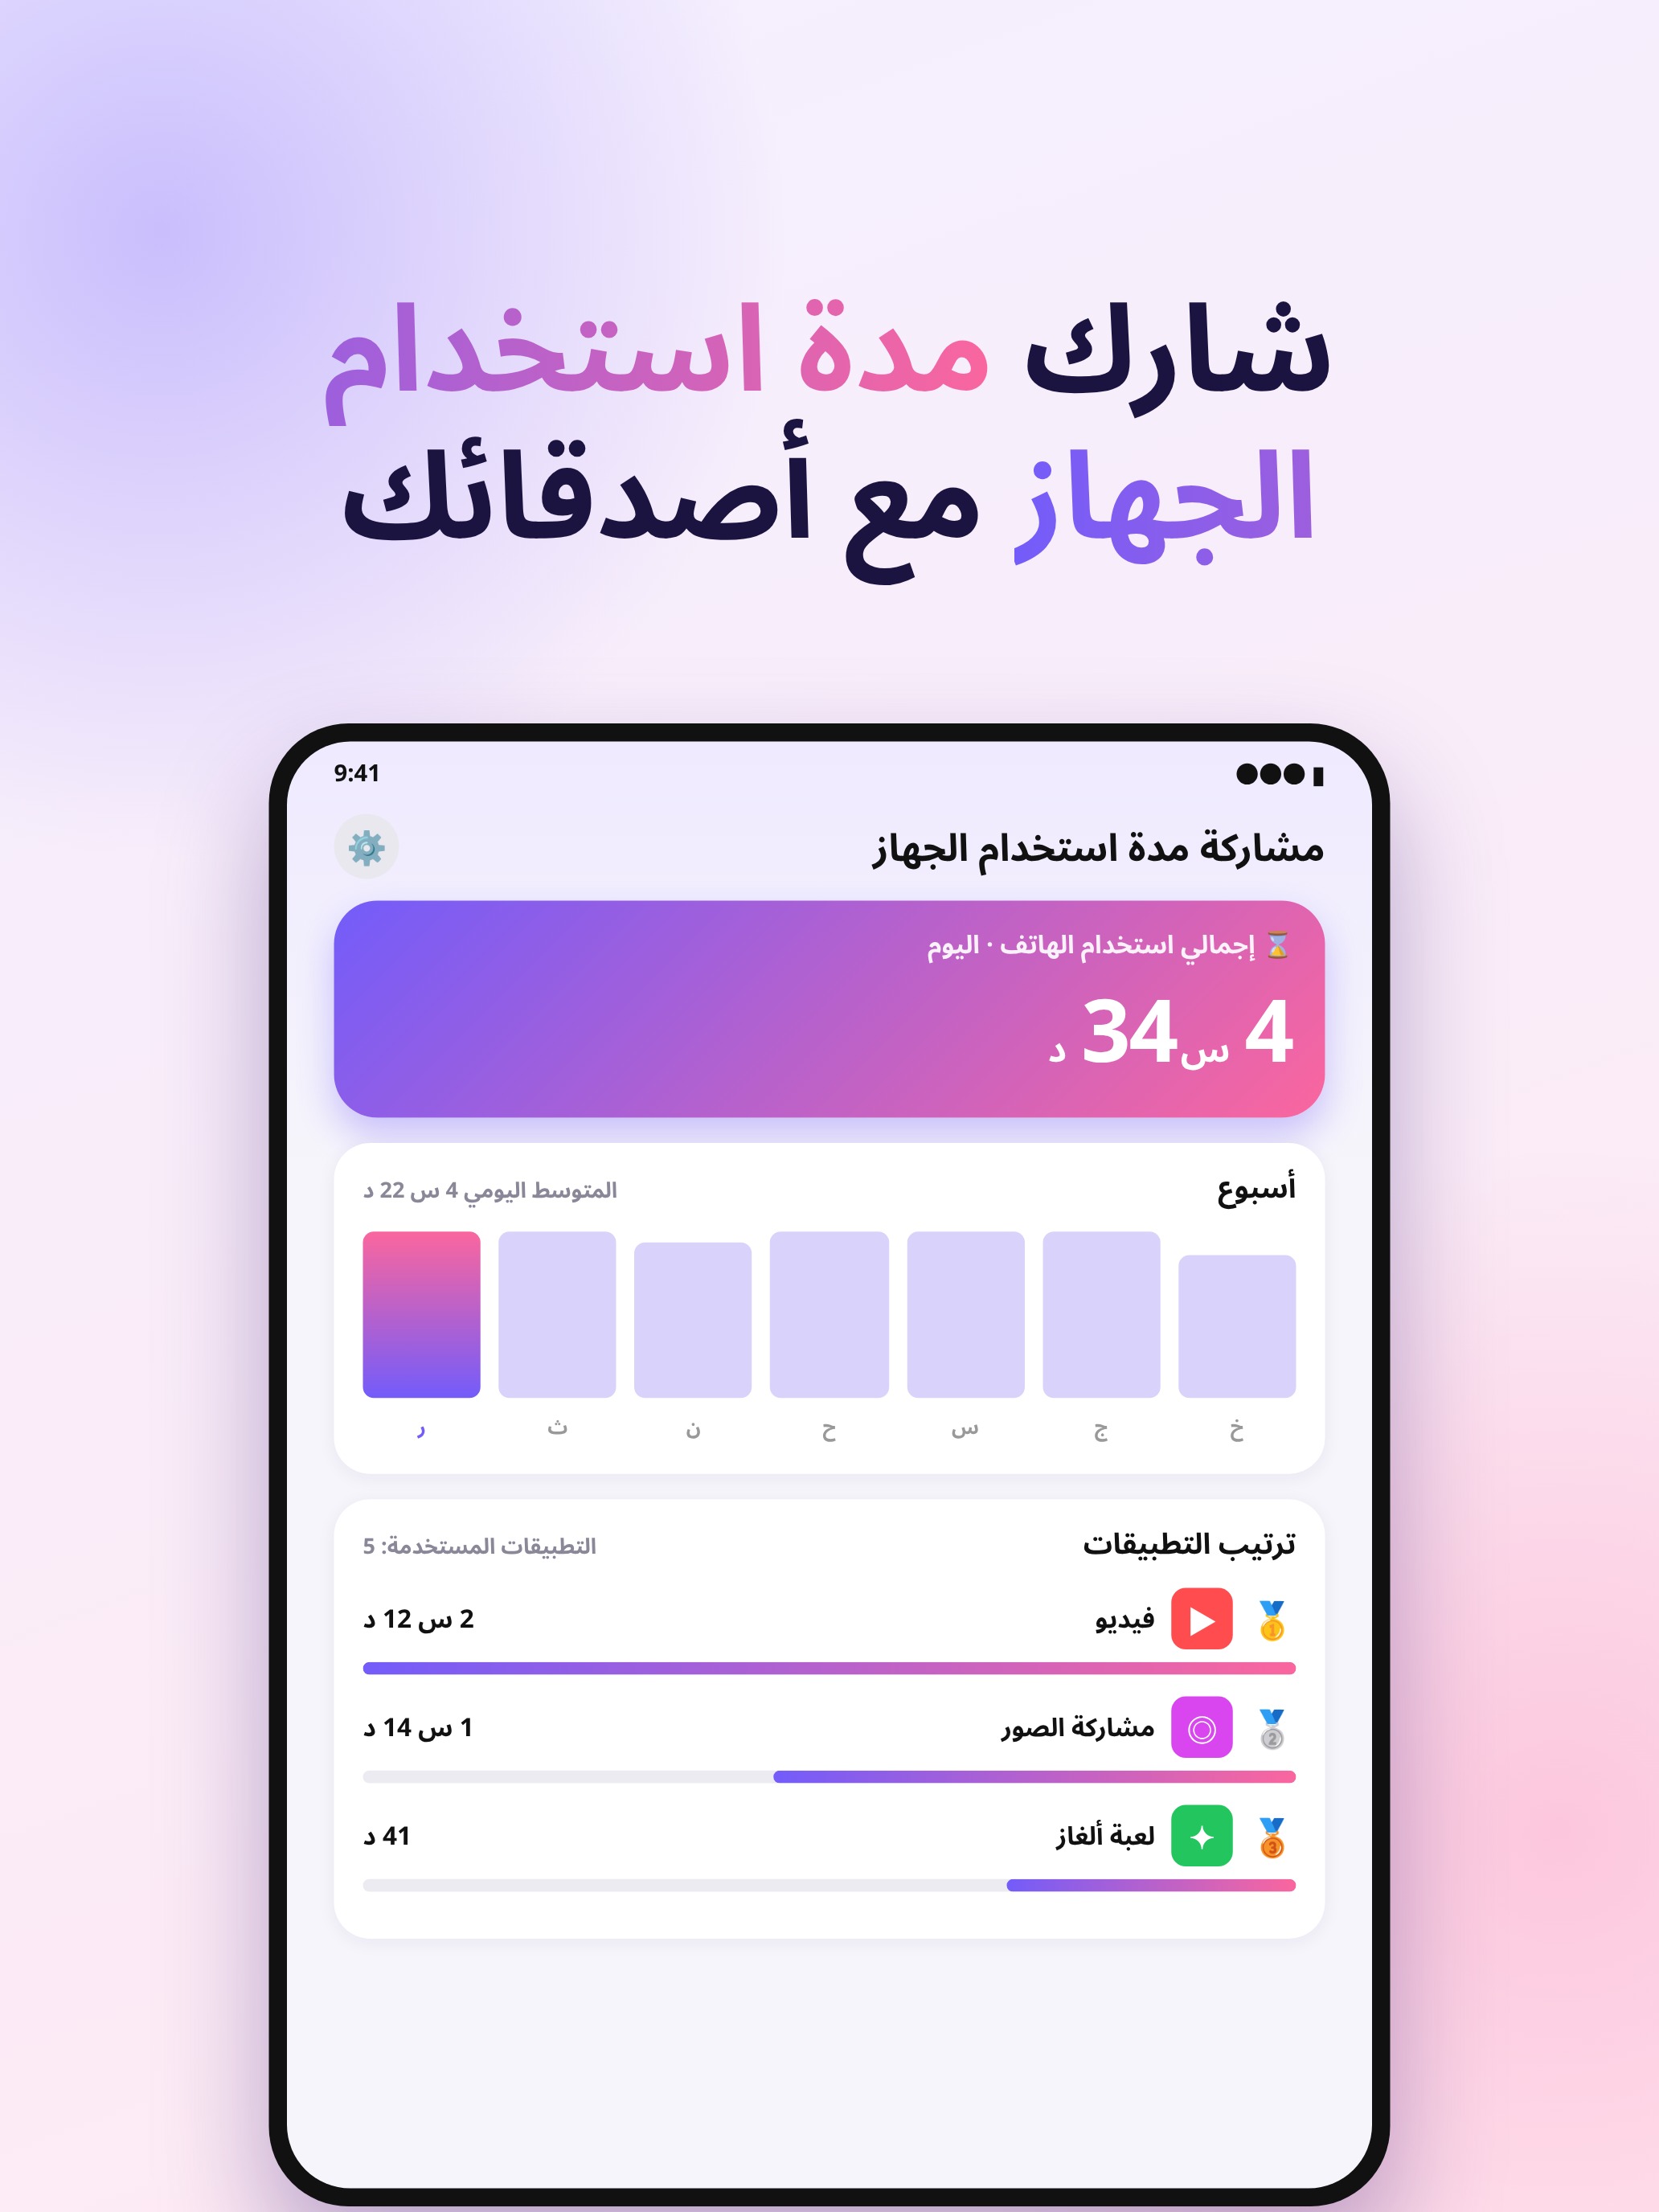 شارك مدة استخدام
الجهاز مع أصدقائك
9:41
مشاركة مدة استخدام الجهاز
⌛ إجمالي استخدام الهاتف · اليوم
4 س 34 د
أسبوع
المتوسط اليومي 4 س 22 د
خ ج س ح ن ث ر
ترتيب التطبيقات
التطبيقات المستخدمة: 5
🥇 فيديو 2 س 12 د
🥈 مشاركة الصور 1 س 14 د
🥉 لعبة ألغاز 41 د